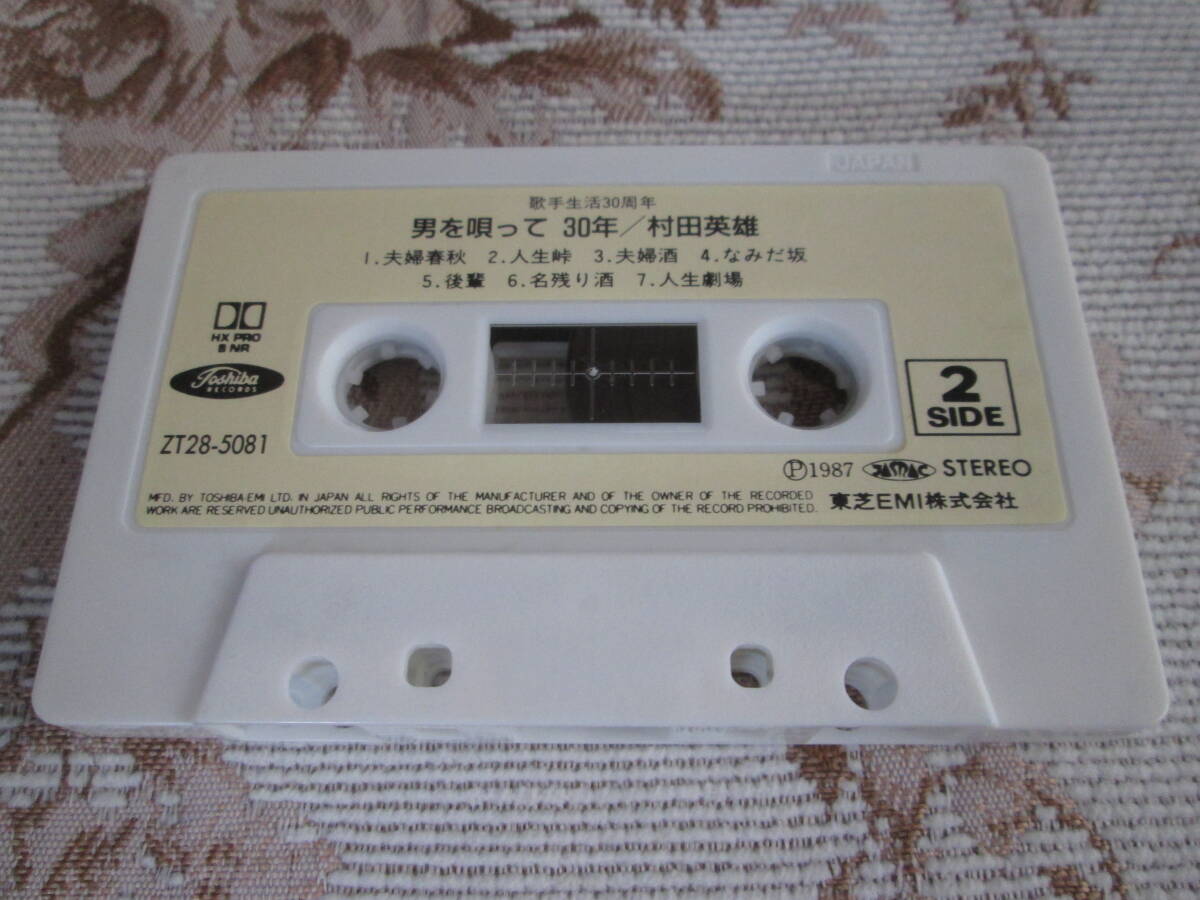 JAPAN
歌手生活30周年
男を唄って 30年/村田英雄
1.夫婦春秋 2.人生峠 3.夫婦酒 4.なみだ坂
5.後輩 6.名残り酒 7.人生劇場
HX PRO
B NR
Toshiba
RECORDS
2
SIDE
ZT28-5081
Ⓟ1987 JASRAC STEREO
MFD. BY TOSHIBA-EMI LTD. IN JAPAN ALL RIGHTS OF THE MANUFACTURER AND OF THE OWNER OF THE RECORDED
WORK ARE RESERVED UNAUTHORIZED PUBLIC PERFORMANCE BROADCASTING AND COPYING OF THE RECORD PROHIBITED.
東芝EMI株式会社